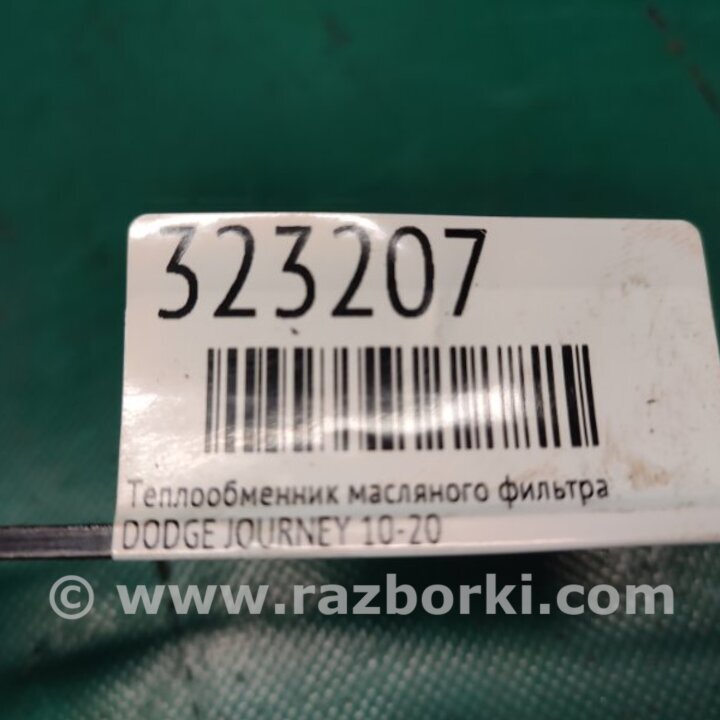 323207
Теплообменник масляного фильтра
DODGE JOURNEY 10-20
© www.razborki.com